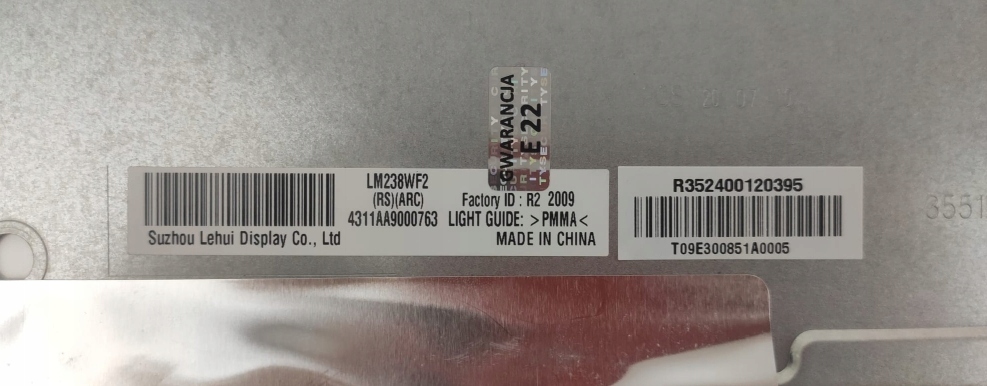 GWARANCJA
E 22
LM238WF2
(RS)(ARC)
4311AA9000763
Suzhou Lehui Display Co., Ltd
Factory ID : R2 2009
LIGHT GUIDE: >PMMA<
MADE IN CHINA
R352400120395
T09E300851A0005
3551